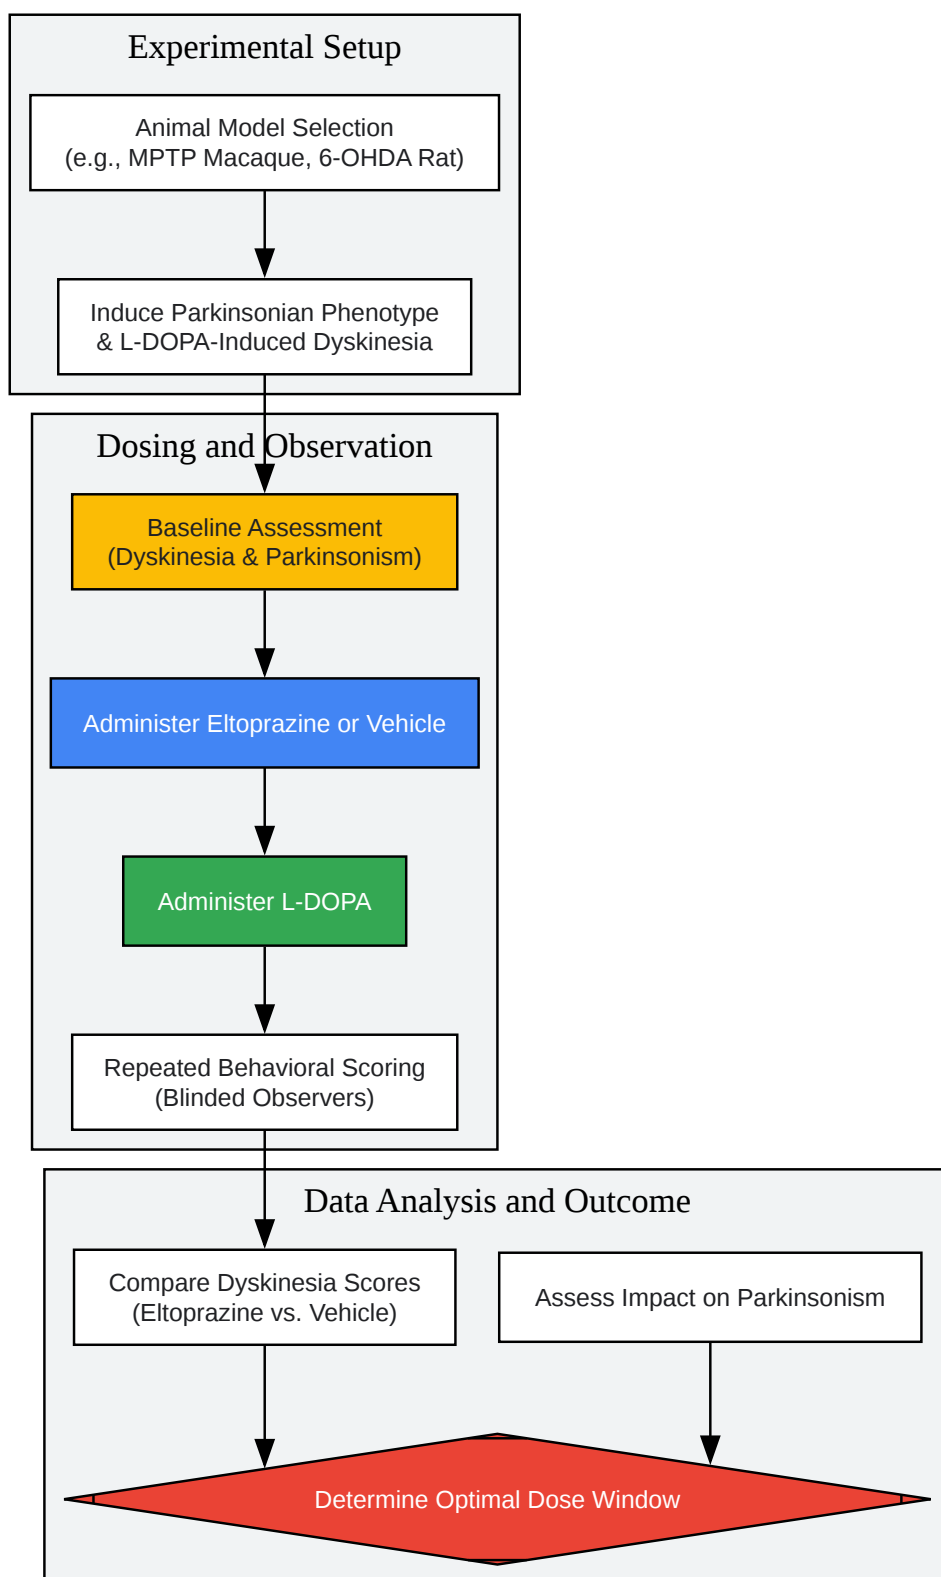 Experimental Setup
Animal Model Selection
(e.g., MPTP Macaque, 6-OHDA Rat)
Induce Parkinsonian Phenotype
& L-DOPA-Induced Dyskinesia
Dosing and Observation
Baseline Assessment
(Dyskinesia & Parkinsonism)
Administer Eltoprazine or Vehicle
Administer L-DOPA
Repeated Behavioral Scoring
(Blinded Observers)
Data Analysis and Outcome
Compare Dyskinesia Scores
(Eltoprazine vs. Vehicle)
Assess Impact on Parkinsonism
Determine Optimal Dose Window